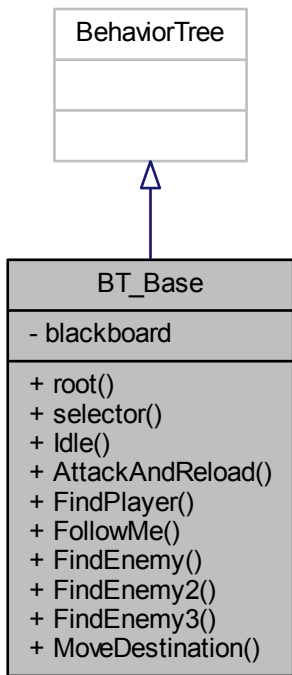 BehaviorTree
BT_Base
- blackboard
+ root()
+ selector()
+ Idle()
+ AttackAndReload()
+ FindPlayer()
+ FollowMe()
+ FindEnemy()
+ FindEnemy2()
+ FindEnemy3()
+ MoveDestination()